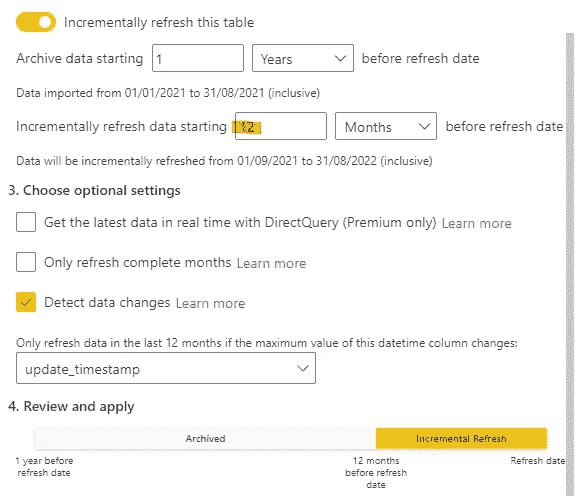 Incrementally refresh this table
Archive data starting 1 Years before refresh date
Data imported from 01/01/2021 to 31/08/2021 (inclusive)
Incrementally refresh data starting 12 Months before refresh date
Data will be incrementally refreshed from 01/09/2021 to 31/08/2022 (inclusive)
3. Choose optional settings
Get the latest data in real time with DirectQuery (Premium only) Learn more
Only refresh complete months Learn more
Detect data changes Learn more
Only refresh data in the last 12 months if the maximum value of this datetime column changes:
update_timestamp
4. Review and apply
Archived Incremental Refresh
1 year before refresh date
12 months before refresh date
Refresh date